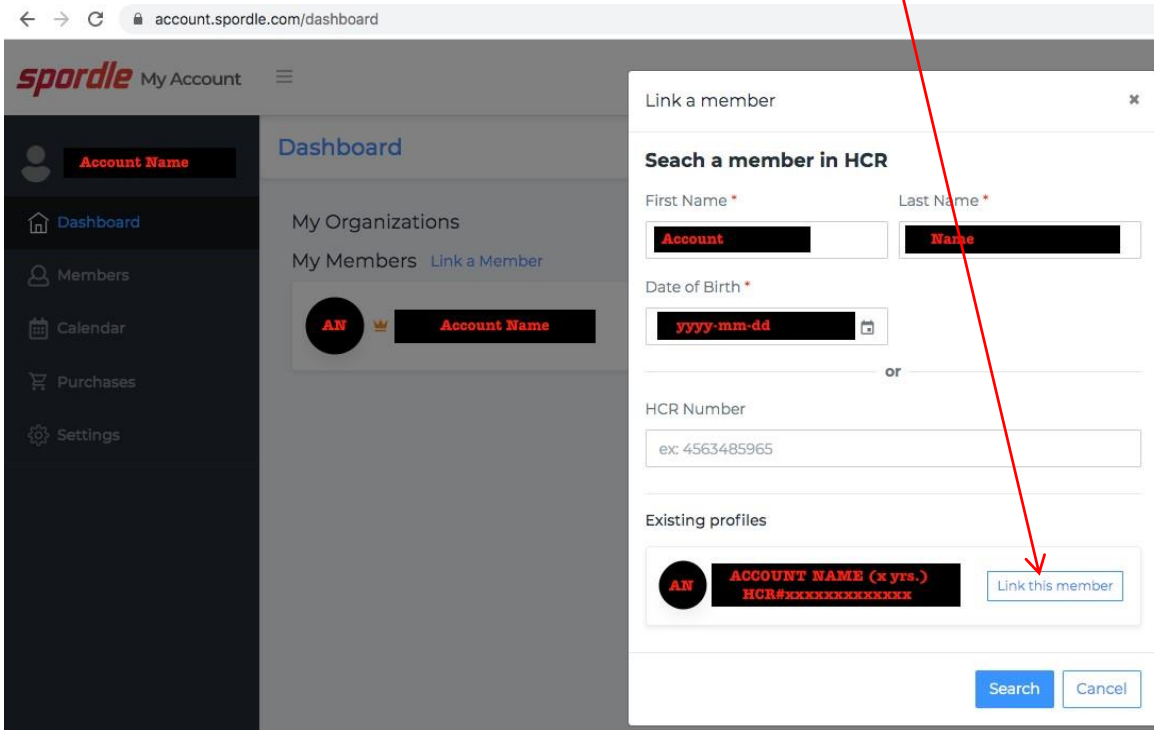 account.spordle.com/dashboard
spordle My Account
Account Name
Dashboard
Members
Calendar
Purchases
Settings
Dashboard
My Organizations
My Members Link a Member
AN Account Name
Link a member
Seach a member in HCR
First Name * Last Name *
Account Name
Date of Birth *
yyyy-mm-dd
or
HCR Number
ex: 4563485965
Existing profiles
AN ACCOUNT NAME (x yrs.)
HCR#xxxxxxxxxxxxx
Link this member
Search Cancel